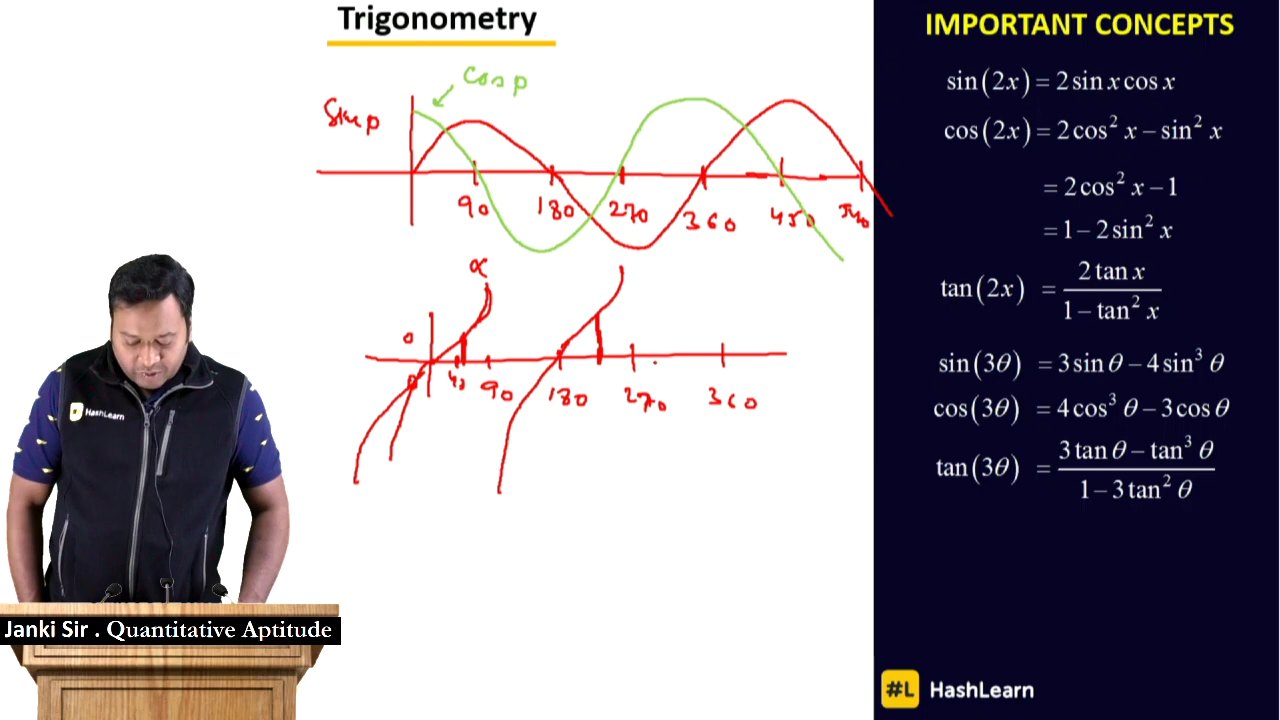 Trigonometry
Cos p
Sin p
90
180
270
360
450
540
α
0
90
180
270
360
HashLearn
Janki Sir . Quantitative Aptitude
IMPORTANT CONCEPTS
sin(2x) = 2 sin x cos x
cos(2x) = 2 cos² x − sin² x
= 2 cos² x − 1
= 1 − 2 sin² x
tan(2x) = 2 tan x / 1 − tan² x
sin(3θ) = 3 sin θ − 4 sin³ θ
cos(3θ) = 4 cos³ θ − 3 cos θ
tan(3θ) = 3 tan θ − tan³ θ / 1 − 3 tan² θ
#L HashLearn